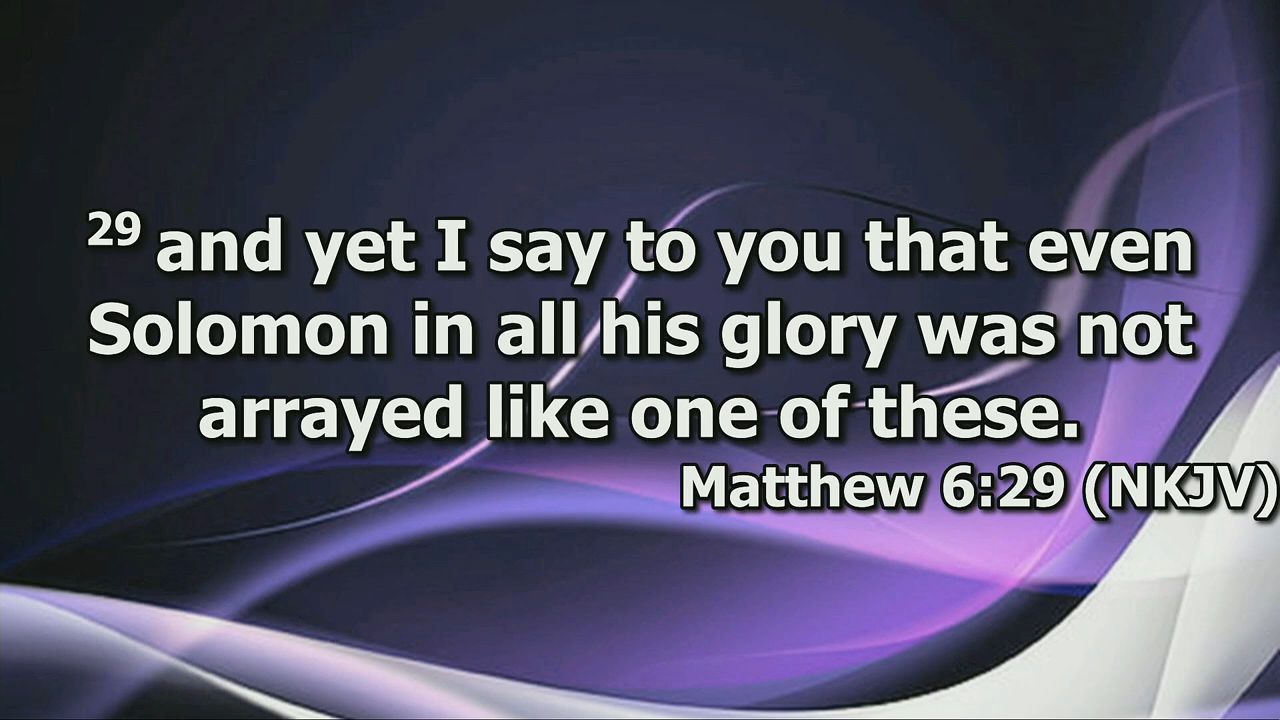 29 and yet I say to you that even
Solomon in all his glory was not
arrayed like one of these.
Matthew 6:29 (NKJV)